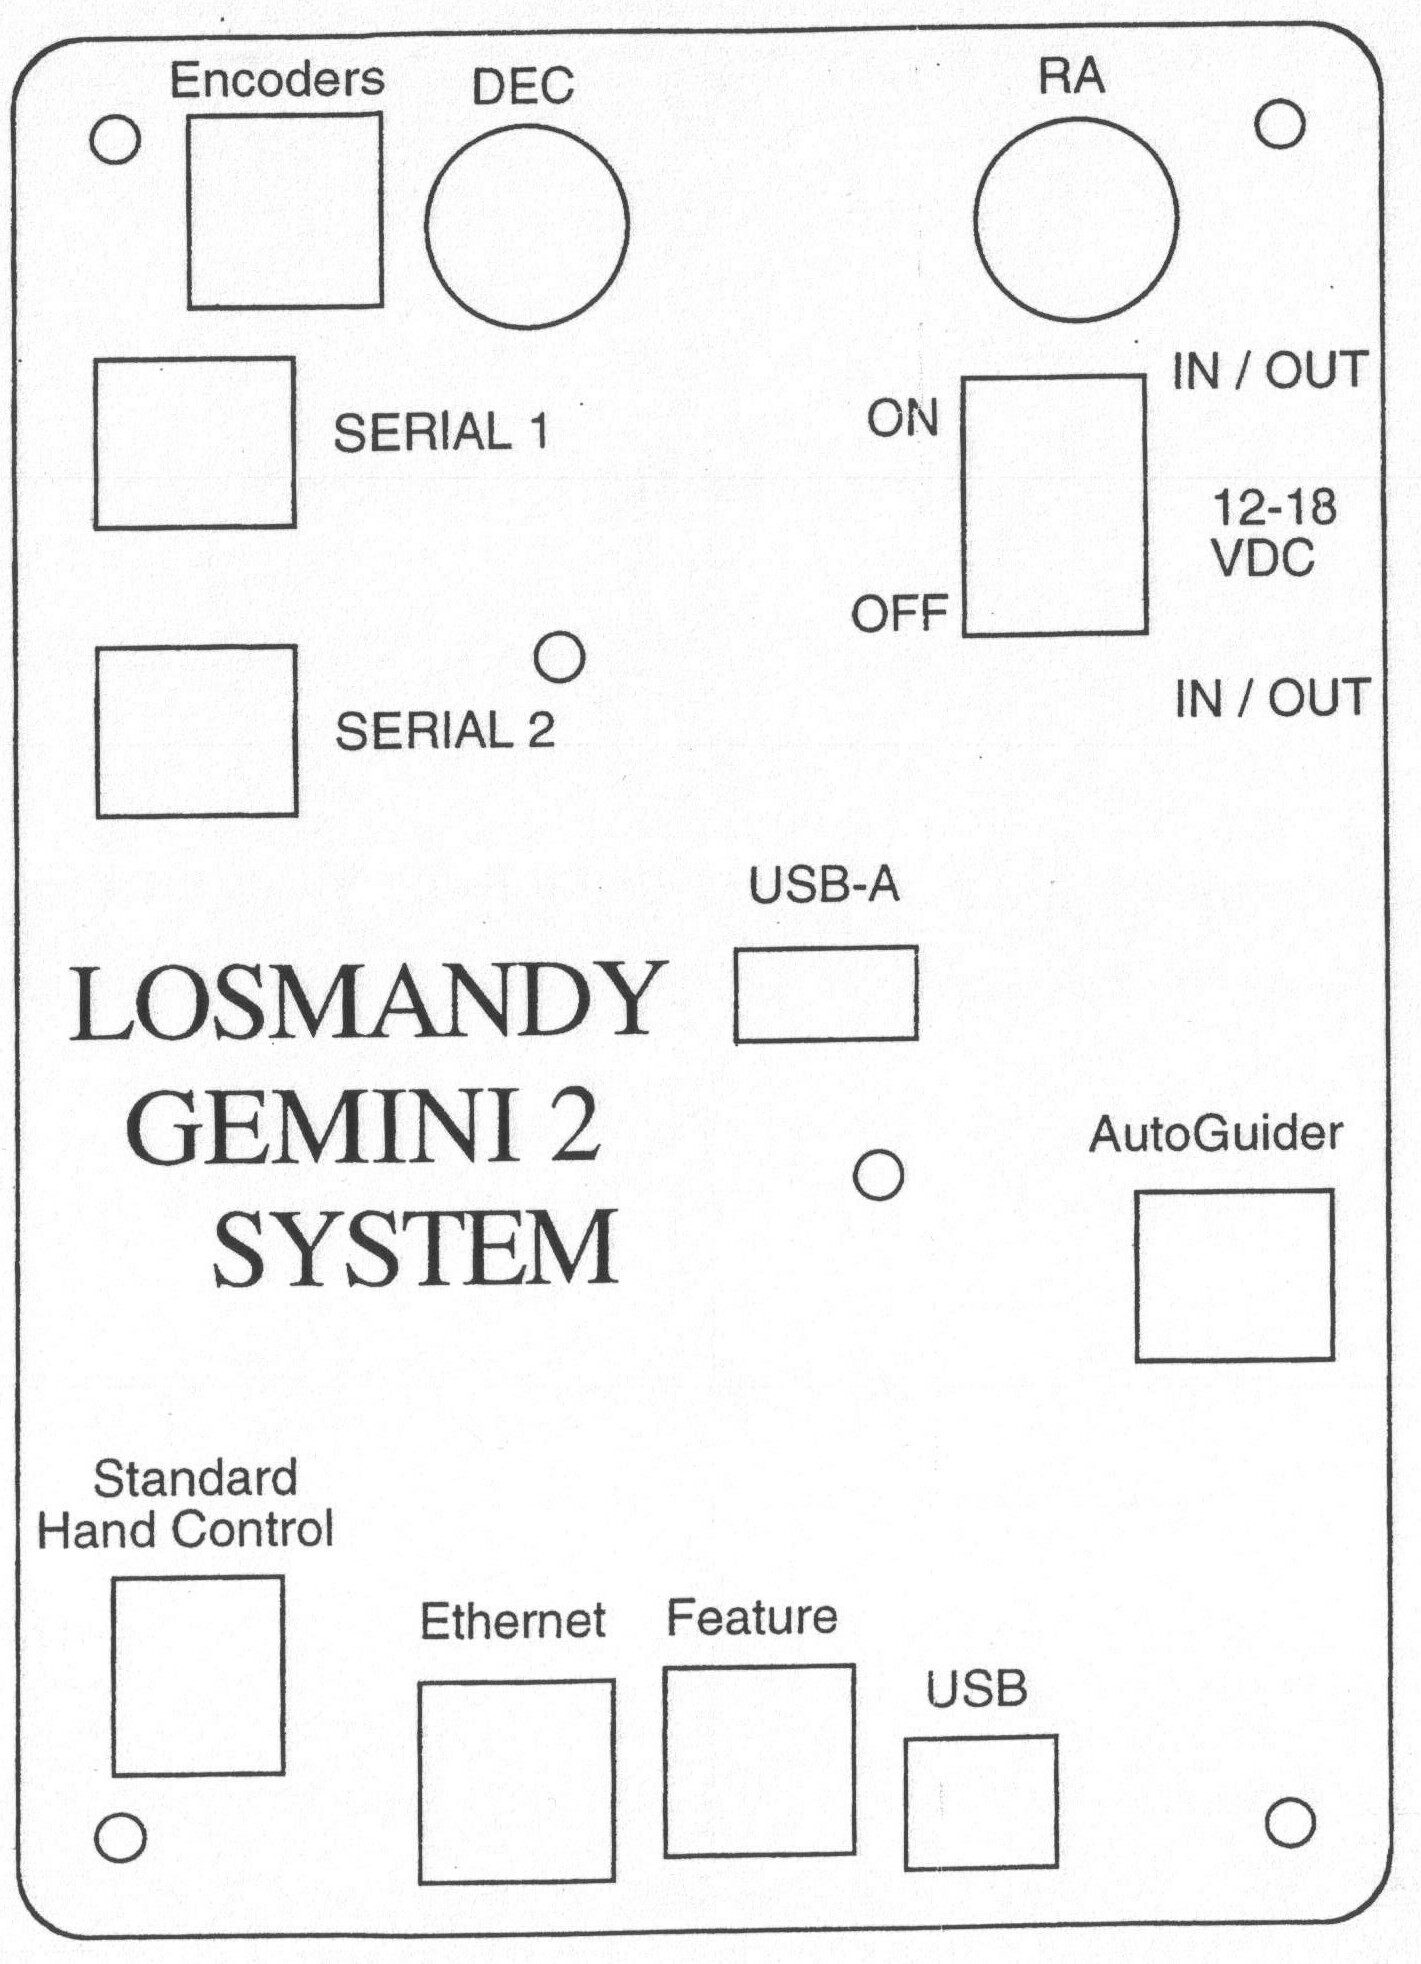 Encoders
DEC
RA
IN / OUT
ON
SERIAL 1
12-18
VDC
OFF
IN / OUT
SERIAL 2
USB-A
LOSMANDY
GEMINI 2
SYSTEM
AutoGuider
Standard
Hand Control
Ethernet
Feature
USB